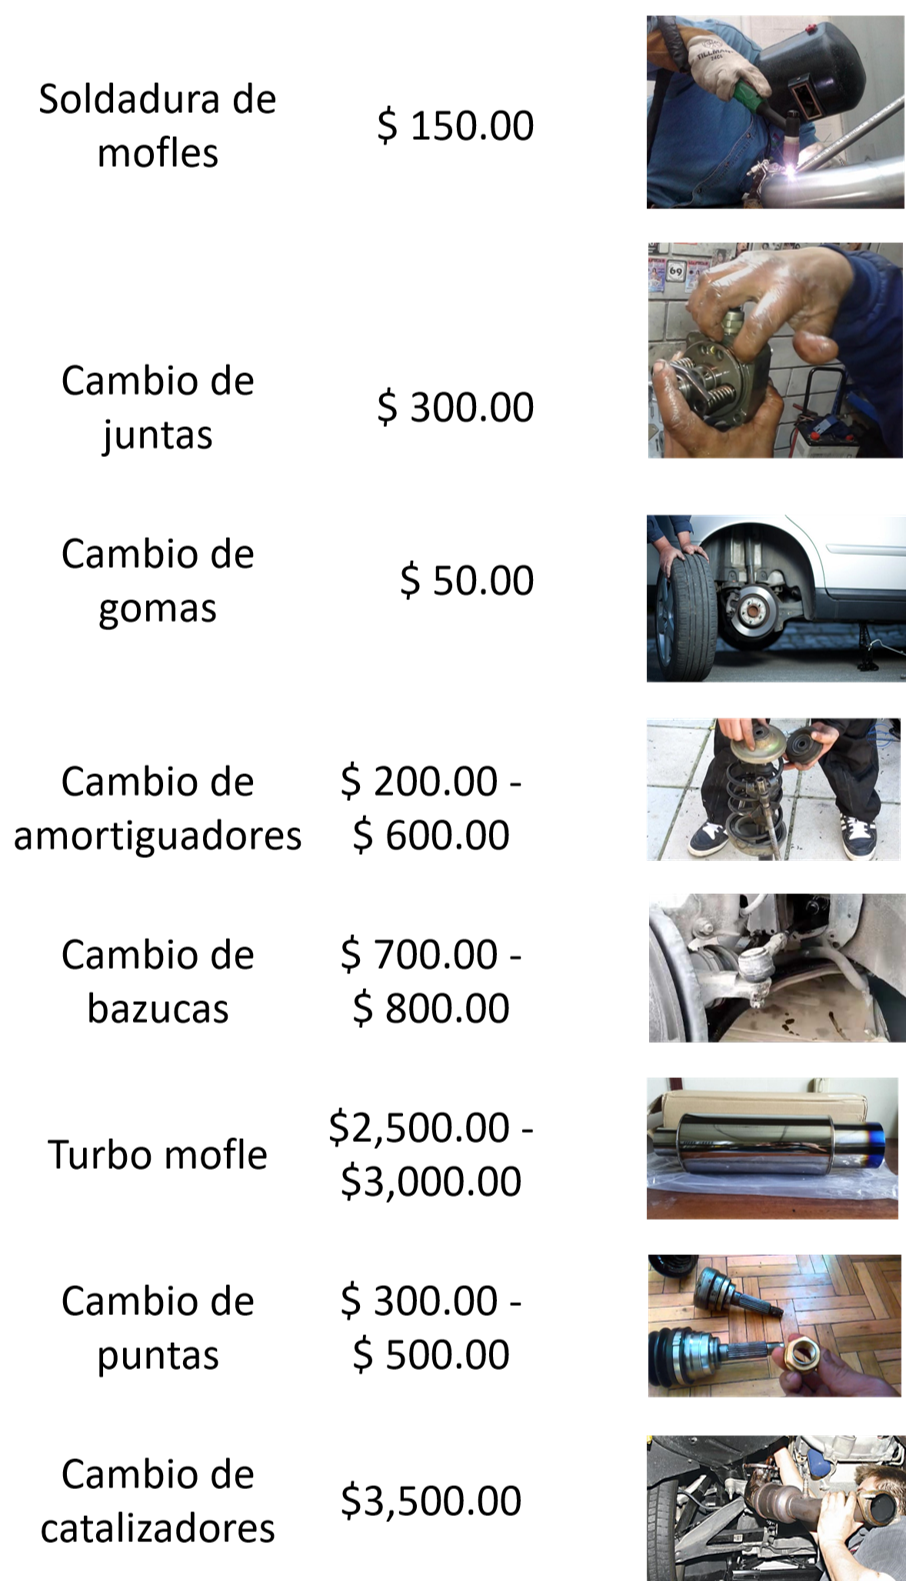 Soldadura de
mofles
$ 150.00
Cambio de
juntas
$ 300.00
69
Cambio de
gomas
$ 50.00
Cambio de
amortiguadores
$ 200.00 -
$ 600.00
Cambio de
bazucas
$ 700.00 -
$ 800.00
Turbo mofle
$2,500.00 -
$3,000.00
Cambio de
puntas
$ 300.00 -
$ 500.00
Cambio de
catalizadores
$3,500.00